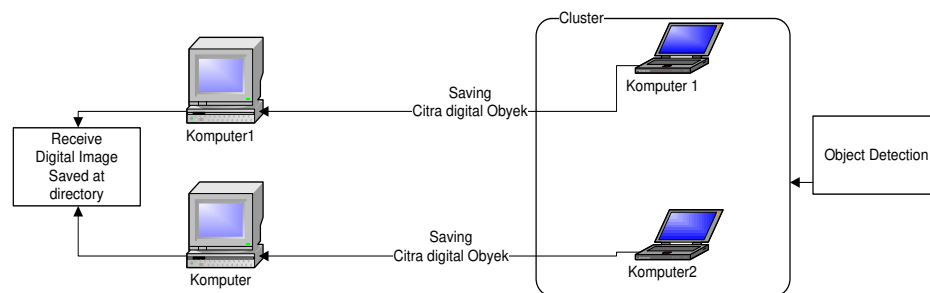 Cluster
Saving
Citra digital Obyek
Komputer 1
Komputer1
Receive
Digital Image
Saved at
directory
Object Detection
Saving
Citra digital Obyek
Komputer2
Komputer